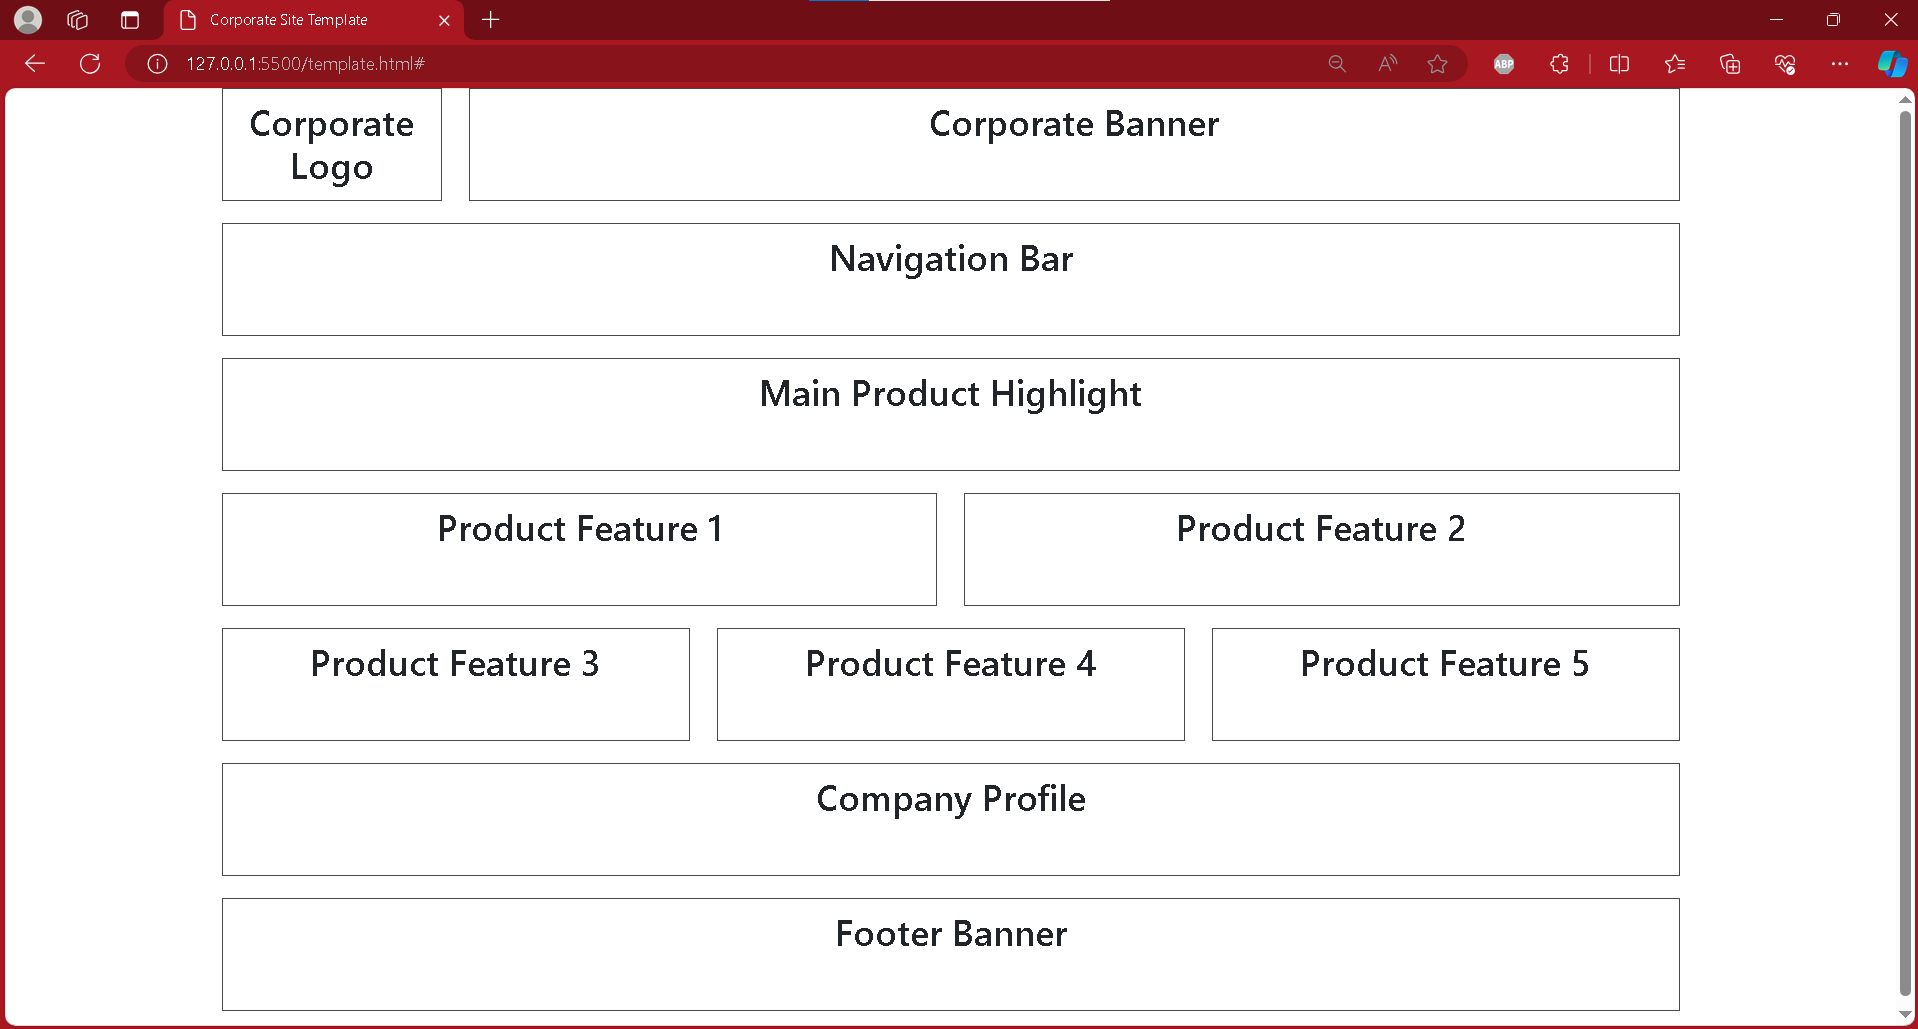 Corporate Site Template
127.0.0.1:5500/template.html#
ABP
Corporate
Logo
Corporate Banner
Navigation Bar
Main Product Highlight
Product Feature 1
Product Feature 2
Product Feature 3
Product Feature 4
Product Feature 5
Company Profile
Footer Banner